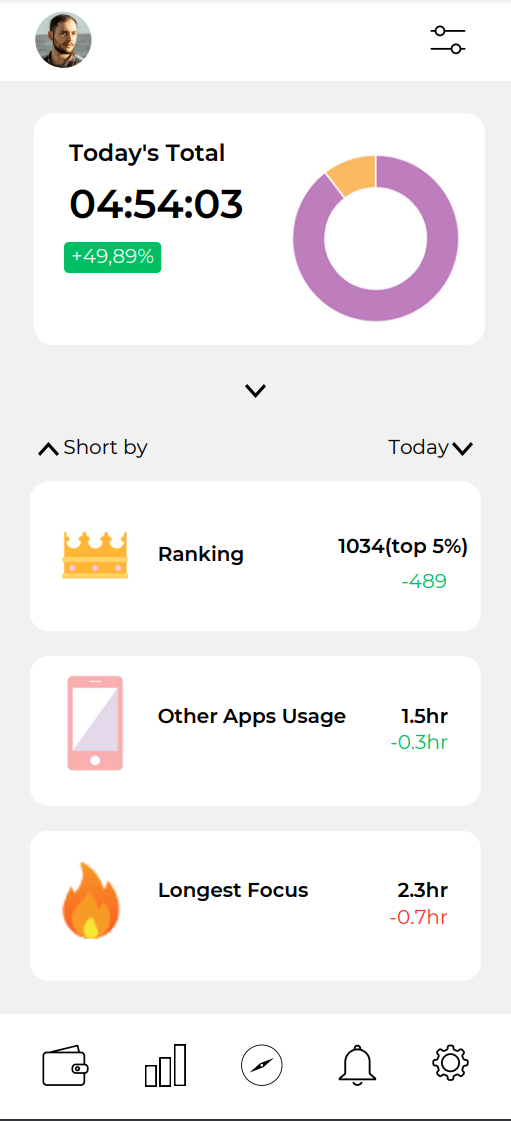 Today's Total
04:54:03
+49,89%
Short by
Today
Ranking
1034(top 5%)
-489
Other Apps Usage
1.5hr
-0.3hr
Longest Focus
2.3hr
-0.7hr